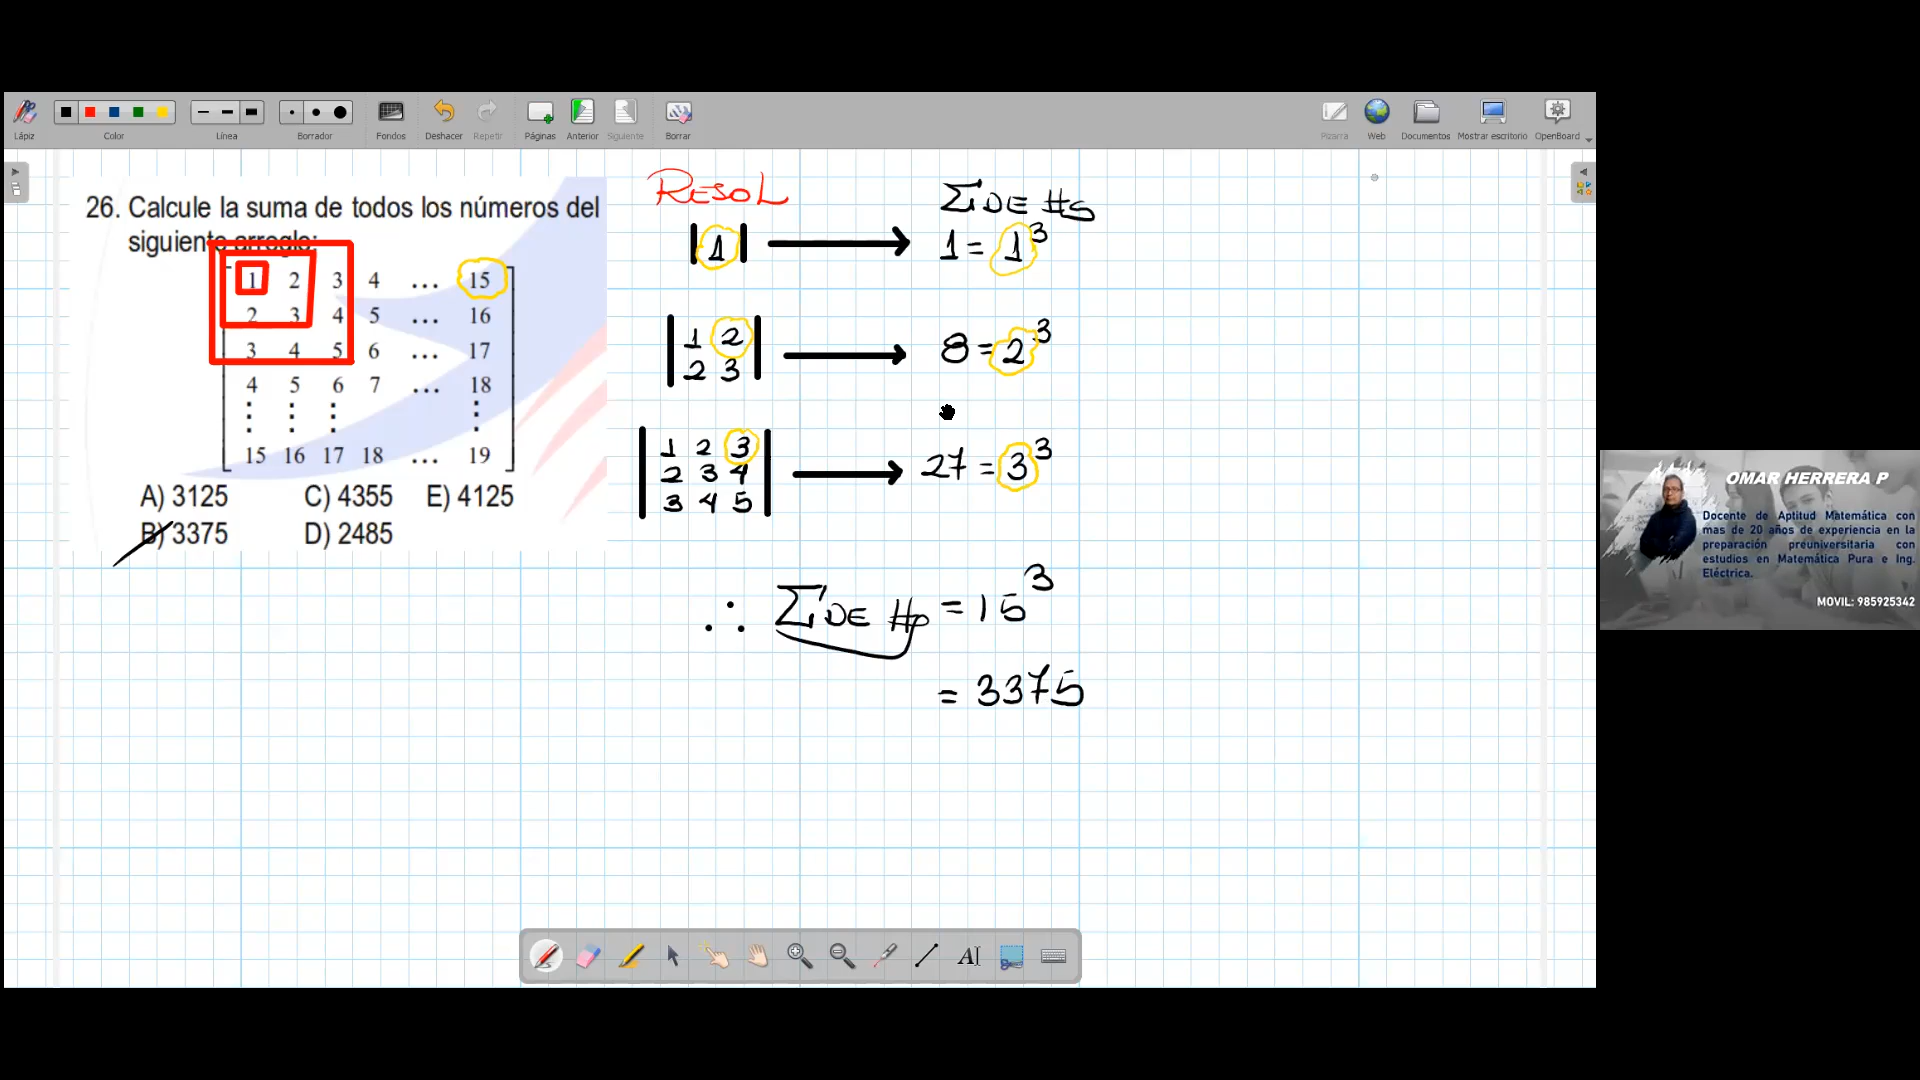 Lápiz Color Línea Borrador Fondos Deshacer Repetir Páginas Anterior Siguiente Borrar Pizarra Web Documentos Mostrar escritorio OpenBoard
26. Calcule la suma de todos los números del
siguiente arreglo:
1 2 3 4 ... 15
2 3 4 5 ... 16
3 4 5 6 ... 17
4 5 6 7 ... 18
⋮ ⋮ ⋮ ⋮
15 16 17 18 ... 19
A) 3125 C) 4355 E) 4125
B) 3375 D) 2485
RESOL
Σ DE #s
|1| → 1 = 1³
|1 2| → 8 = 2³
|2 3|
|1 2 3|
|2 3 4| → 27 = 3³
|3 4 5|
∴ Σ DE #s = 15³
= 3375
OMAR HERRERA P
Docente de Aptitud Matemática con
mas de 20 años de experiencia en la
preparación preuniversitaria con
estudios en Matemática Pura e Ing.
Eléctrica.
MOVIL: 985925342
A